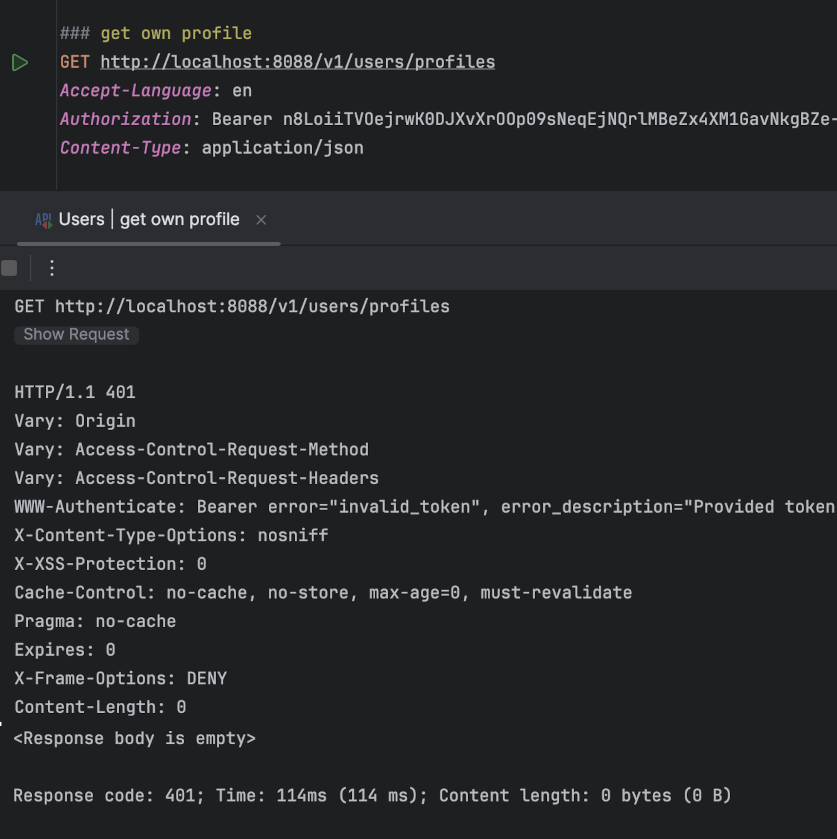 ### get own profile
GET http://localhost:8088/v1/users/profiles
Accept-Language: en
Authorization: Bearer n8LoiiTVOejrwK0DJXvXrOOp09sNeqEjNQrlMBeZx4XM1GavNkgBZe-
Content-Type: application/json
API Users | get own profile ×
GET http://localhost:8088/v1/users/profiles
Show Request
HTTP/1.1 401
Vary: Origin
Vary: Access-Control-Request-Method
Vary: Access-Control-Request-Headers
WWW-Authenticate: Bearer error="invalid_token", error_description="Provided token
X-Content-Type-Options: nosniff
X-XSS-Protection: 0
Cache-Control: no-cache, no-store, max-age=0, must-revalidate
Pragma: no-cache
Expires: 0
X-Frame-Options: DENY
Content-Length: 0
<Response body is empty>
Response code: 401; Time: 114ms (114 ms); Content length: 0 bytes (0 B)